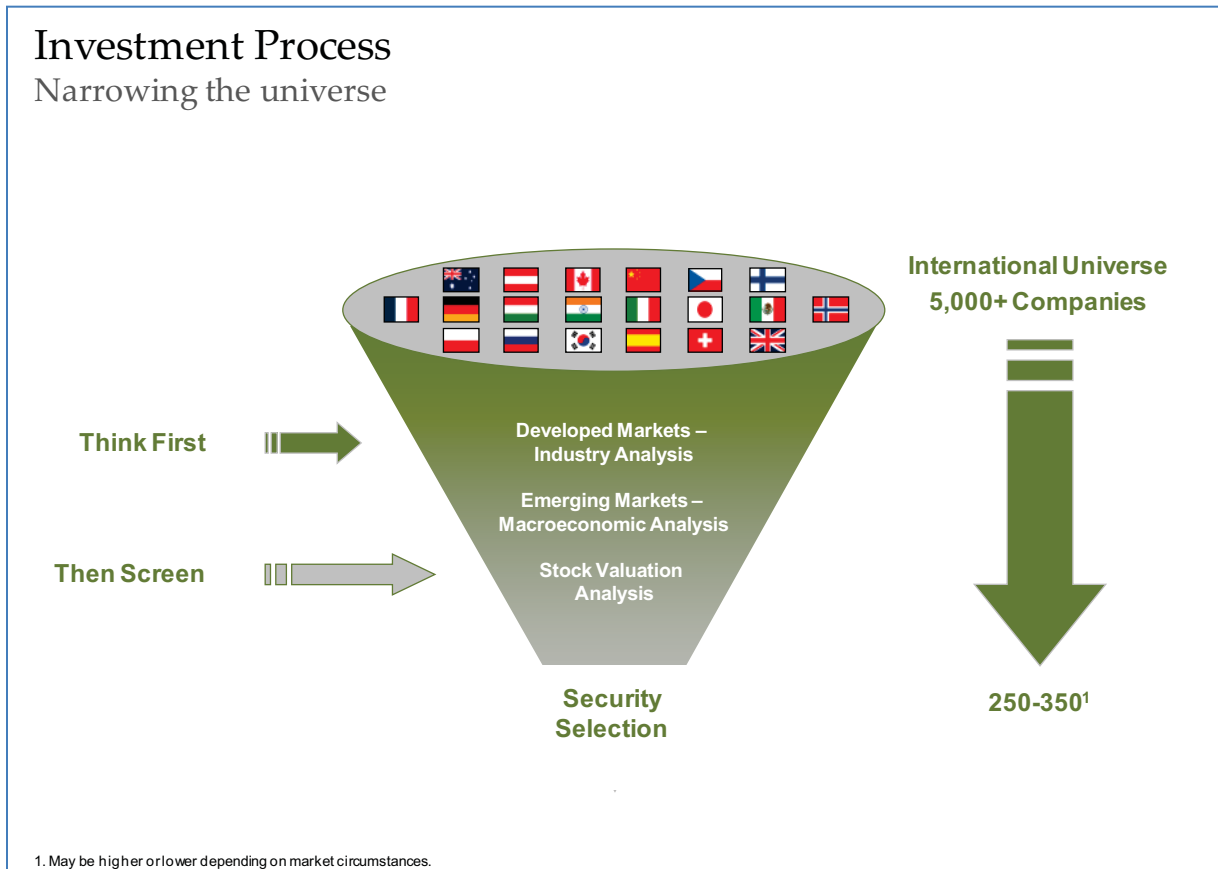 Investment Process
Narrowing the universe
International Universe
5,000+ Companies
Think First
Developed Markets –
Industry Analysis
Emerging Markets –
Macroeconomic Analysis
Then Screen
Stock Valuation
Analysis
Security
Selection
250-350¹
1. May be higher or lower depending on market circumstances.